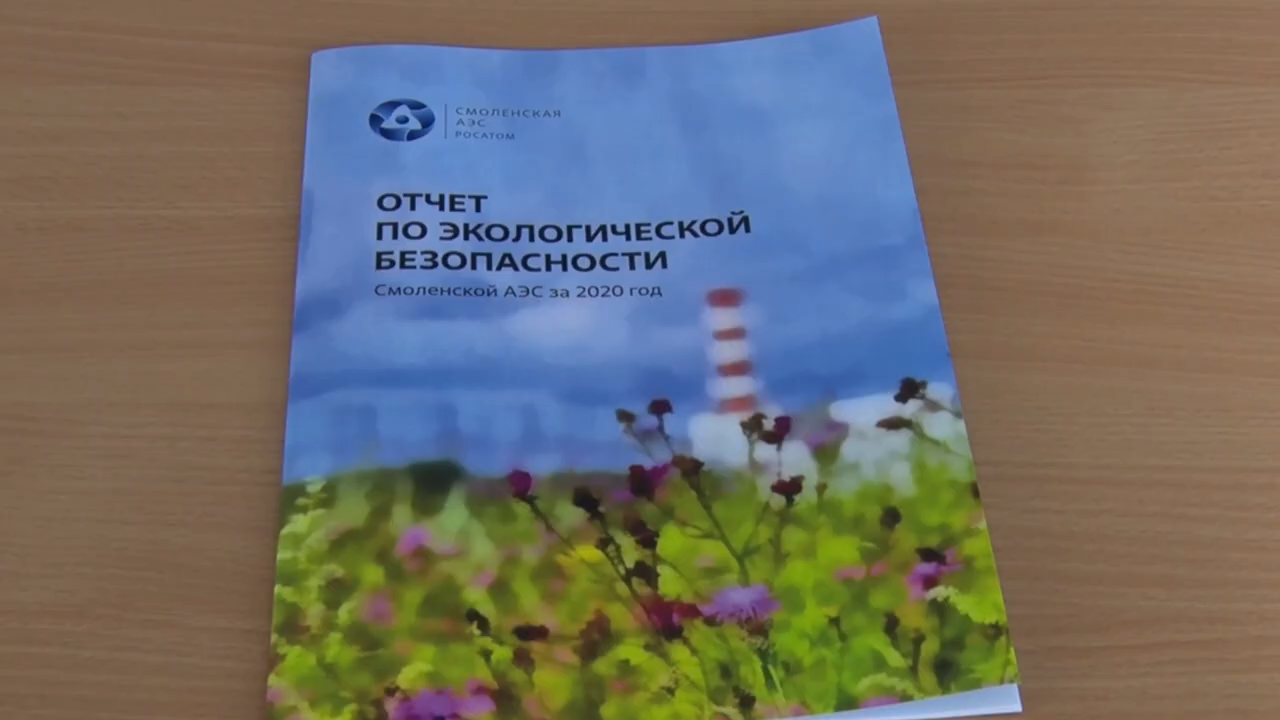 СМОЛЕНСКАЯ
АЭС
РОСАТОМ
ОТЧЕТ
ПО ЭКОЛОГИЧЕСКОЙ
БЕЗОПАСНОСТИ
Смоленской АЭС за 2020 год